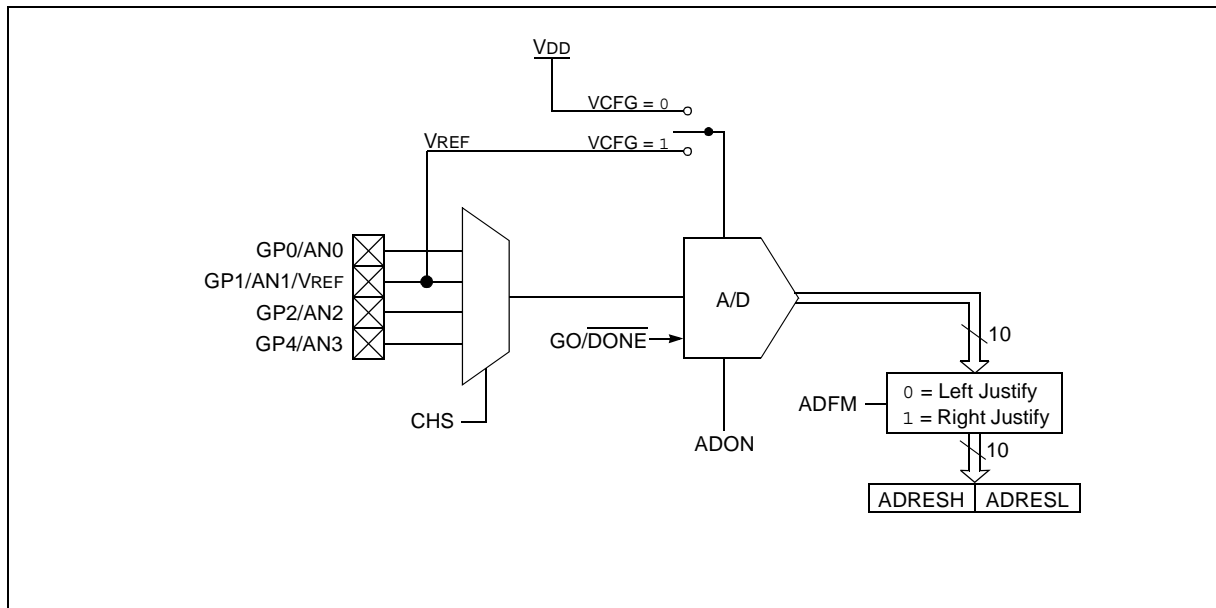 VDD
VCFG = 0
VREF
VCFG = 1
GP0/AN0
GP1/AN1/VREF
GP2/AN2
GP4/AN3
A/D
GO/DONE
10
CHS
ADON
ADFM
0 = Left Justify
1 = Right Justify
10
ADRESH ADRESL